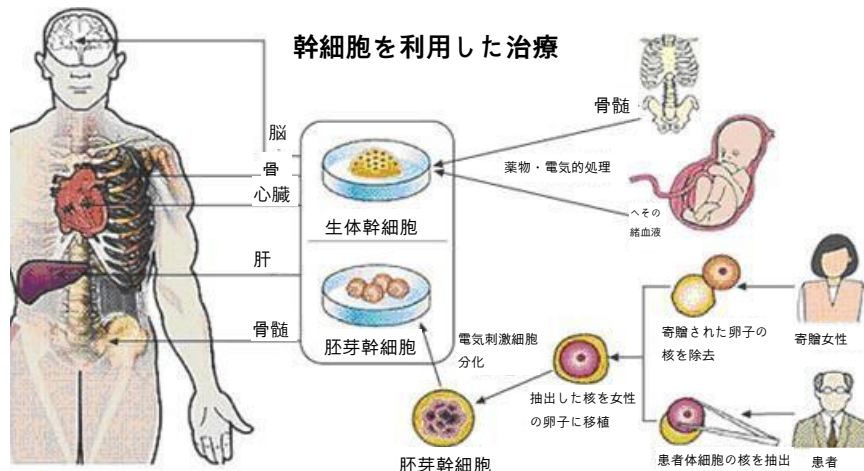 幹細胞を利用した治療
脳
骨
心臓
肝
骨髄
生体幹細胞
胚芽幹細胞
骨髄
薬物・電気的処理
へその
緒血液
電気刺激細胞
分化
胚芽幹細胞
抽出した核を女性
の卵子に移植
寄贈された卵子の
核を除去
寄贈女性
患者体細胞の核を抽出
患者